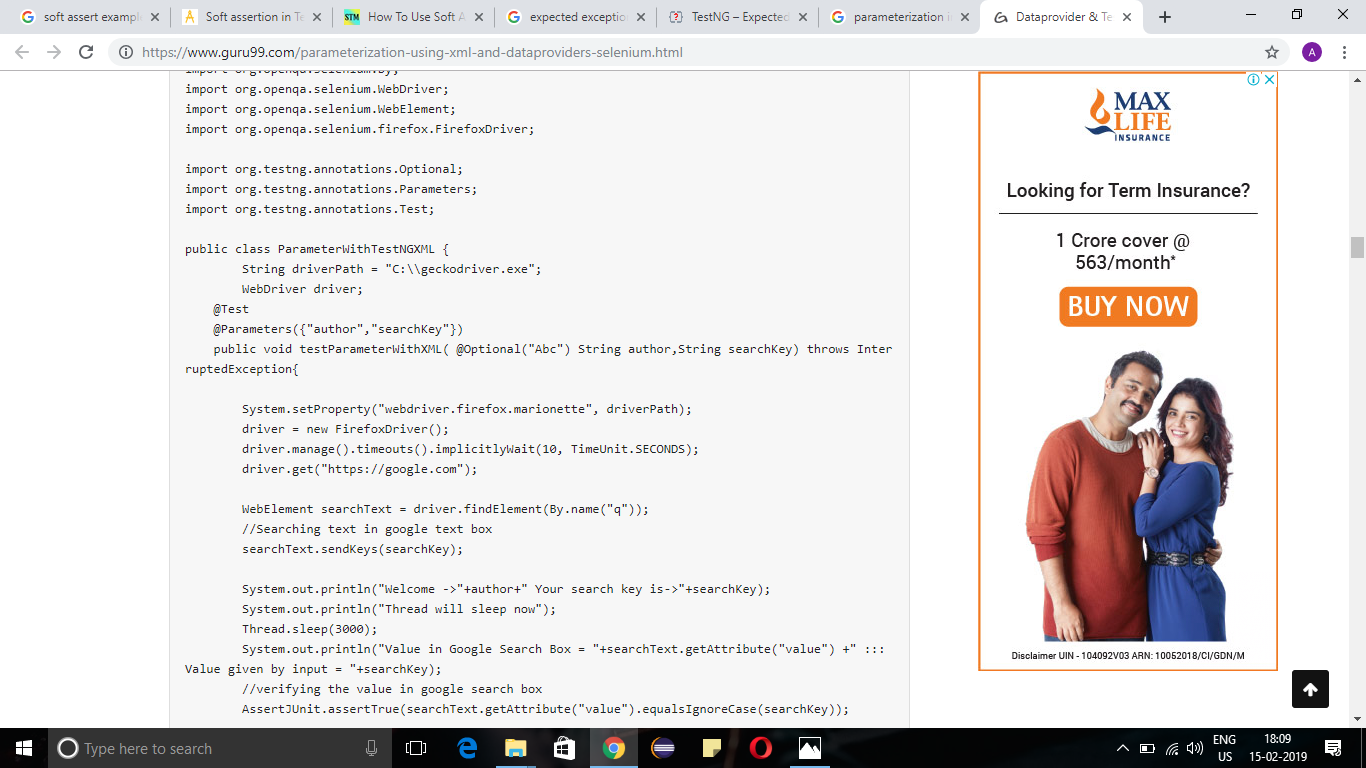 soft assert exampl
Soft assertion in Te
How To Use Soft A
expected exceptio
TestNG – Expected
parameterization i
Dataprovider & Te
https://www.guru99.com/parameterization-using-xml-and-dataproviders-selenium.html
A
import org.openqa.selenium.By;
import org.openqa.selenium.WebDriver;
import org.openqa.selenium.WebElement;
import org.openqa.selenium.firefox.FirefoxDriver;
import org.testng.annotations.Optional;
import org.testng.annotations.Parameters;
import org.testng.annotations.Test;
public class ParameterWithTestNGXML {
String driverPath = "C:\\geckodriver.exe";
WebDriver driver;
@Test
@Parameters({"author","searchKey"})
public void testParameterWithXML( @Optional("Abc") String author,String searchKey) throws Inter
ruptedException{
System.setProperty("webdriver.firefox.marionette", driverPath);
driver = new FirefoxDriver();
driver.manage().timeouts().implicitlyWait(10, TimeUnit.SECONDS);
driver.get("https://google.com");
WebElement searchText = driver.findElement(By.name("q"));
//Searching text in google text box
searchText.sendKeys(searchKey);
System.out.println("Welcome ->"+author+" Your search key is->"+searchKey);
System.out.println("Thread will sleep now");
Thread.sleep(3000);
System.out.println("Value in Google Search Box = "+searchText.getAttribute("value") +" :::
Value given by input = "+searchKey);
//verifying the value in google search box
AssertJUnit.assertTrue(searchText.getAttribute("value").equalsIgnoreCase(searchKey));
MAX
LIFE
INSURANCE
Looking for Term Insurance?
1 Crore cover @
563/month*
BUY NOW
Disclaimer UIN - 104092V03 ARN: 10052018/CI/GDN/M
Type here to search
ENG
US
18:09
15-02-2019
STM